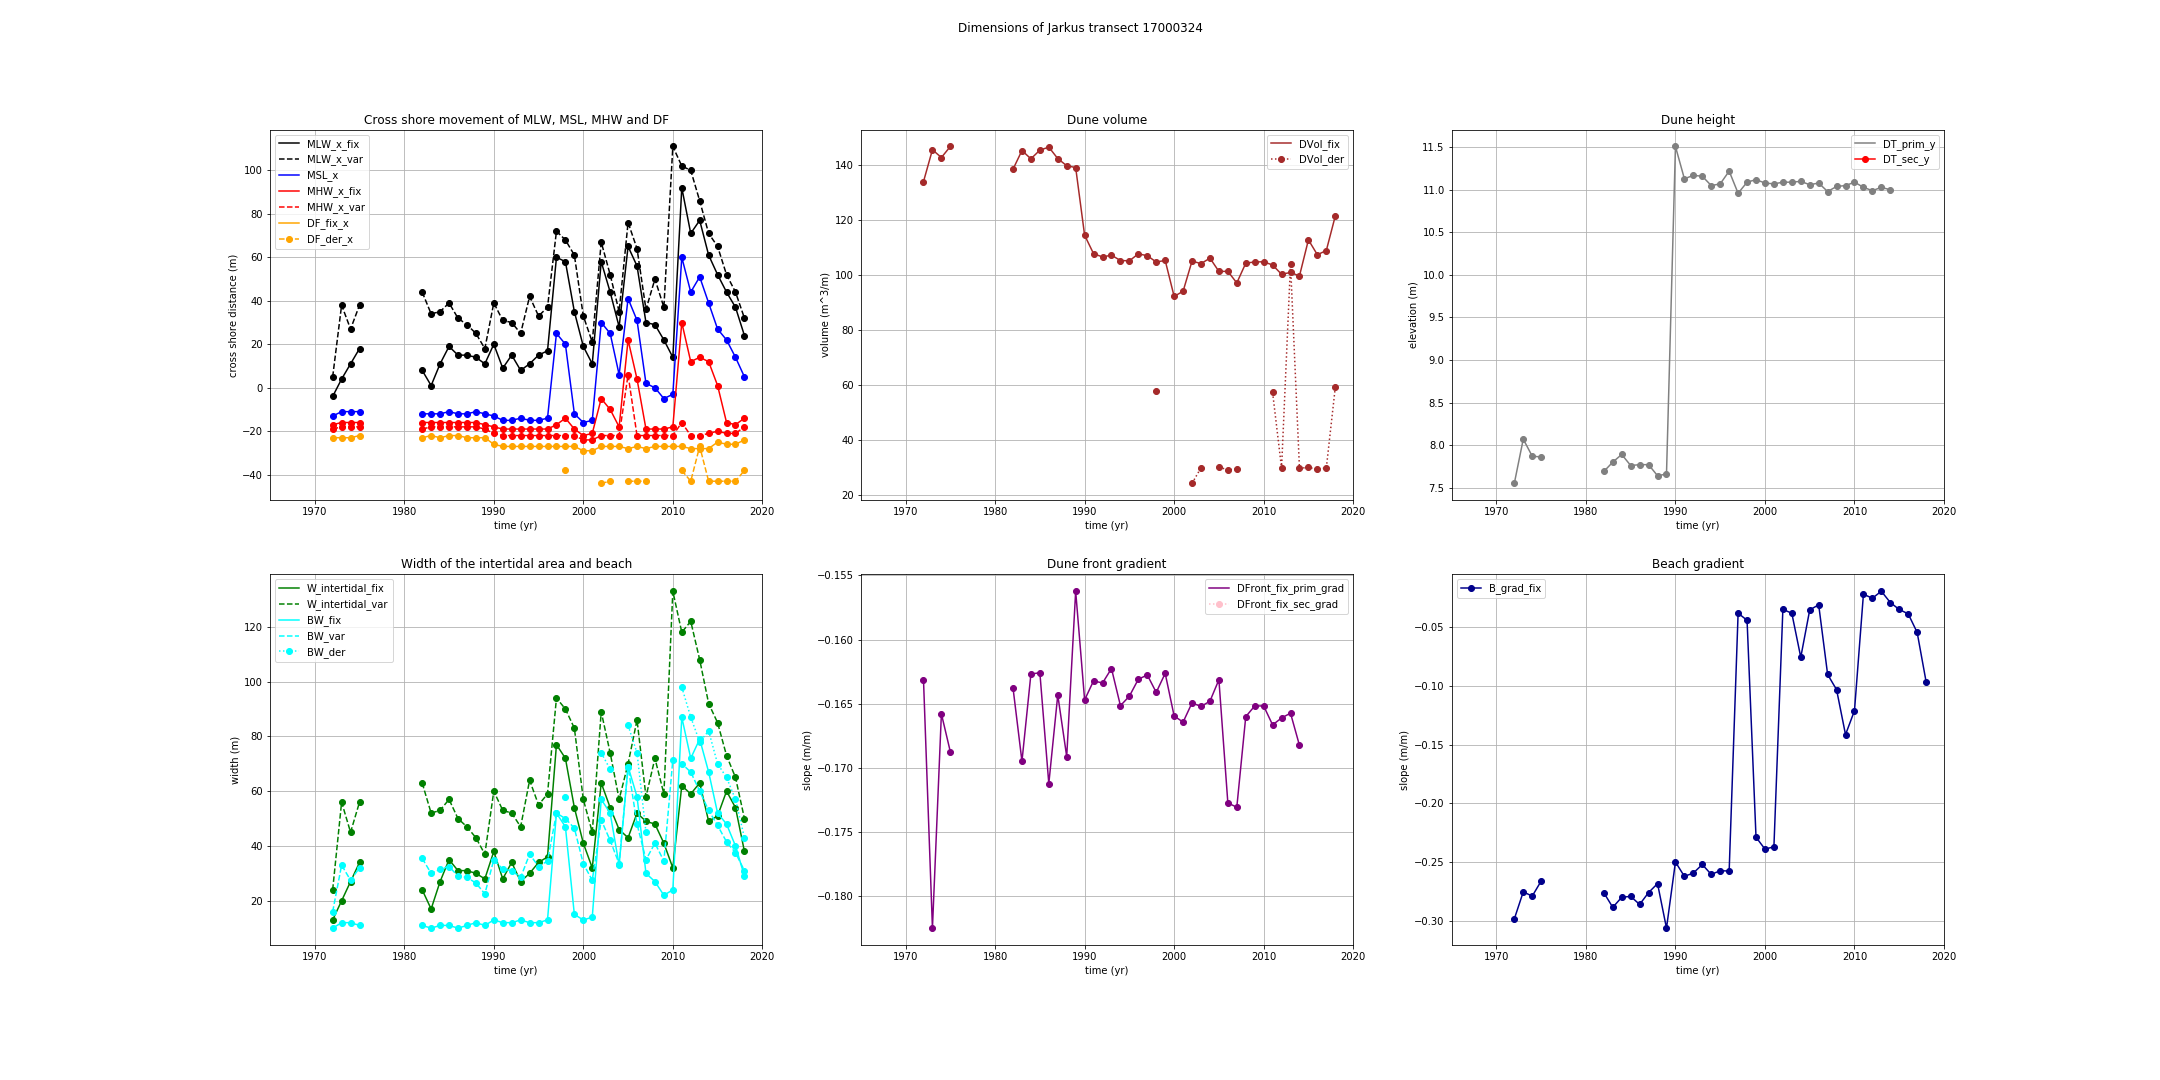 Dimensions of Jarkus transect 17000324
Cross shore movement of MLW, MSL, MHW and DF
MLW_x_fix
MLW_x_var
MSL_x
MHW_x_fix
MHW_x_var
DF_fix_x
DF_der_x
cross shore distance (m)
100
80
60
40
20
0
−20
−40
1970
1980
1990
2000
2010
2020
time (yr)
Dune volume
DVol_fix
DVol_der
volume (m^3/m)
140
120
100
80
60
40
20
1970
1980
1990
2000
2010
2020
time (yr)
Dune height
DT_prim_y
DT_sec_y
elevation (m)
11.5
11.0
10.5
10.0
9.5
9.0
8.5
8.0
7.5
1970
1980
1990
2000
2010
2020
time (yr)
Width of the intertidal area and beach
W_intertidal_fix
W_intertidal_var
BW_fix
BW_var
BW_der
width (m)
120
100
80
60
40
20
1970
1980
1990
2000
2010
2020
time (yr)
Dune front gradient
DFront_fix_prim_grad
DFront_fix_sec_grad
slope (m/m)
−0.155
−0.160
−0.165
−0.170
−0.175
−0.180
1970
1980
1990
2000
2010
2020
time (yr)
Beach gradient
B_grad_fix
slope (m/m)
−0.05
−0.10
−0.15
−0.20
−0.25
−0.30
1970
1980
1990
2000
2010
2020
time (yr)